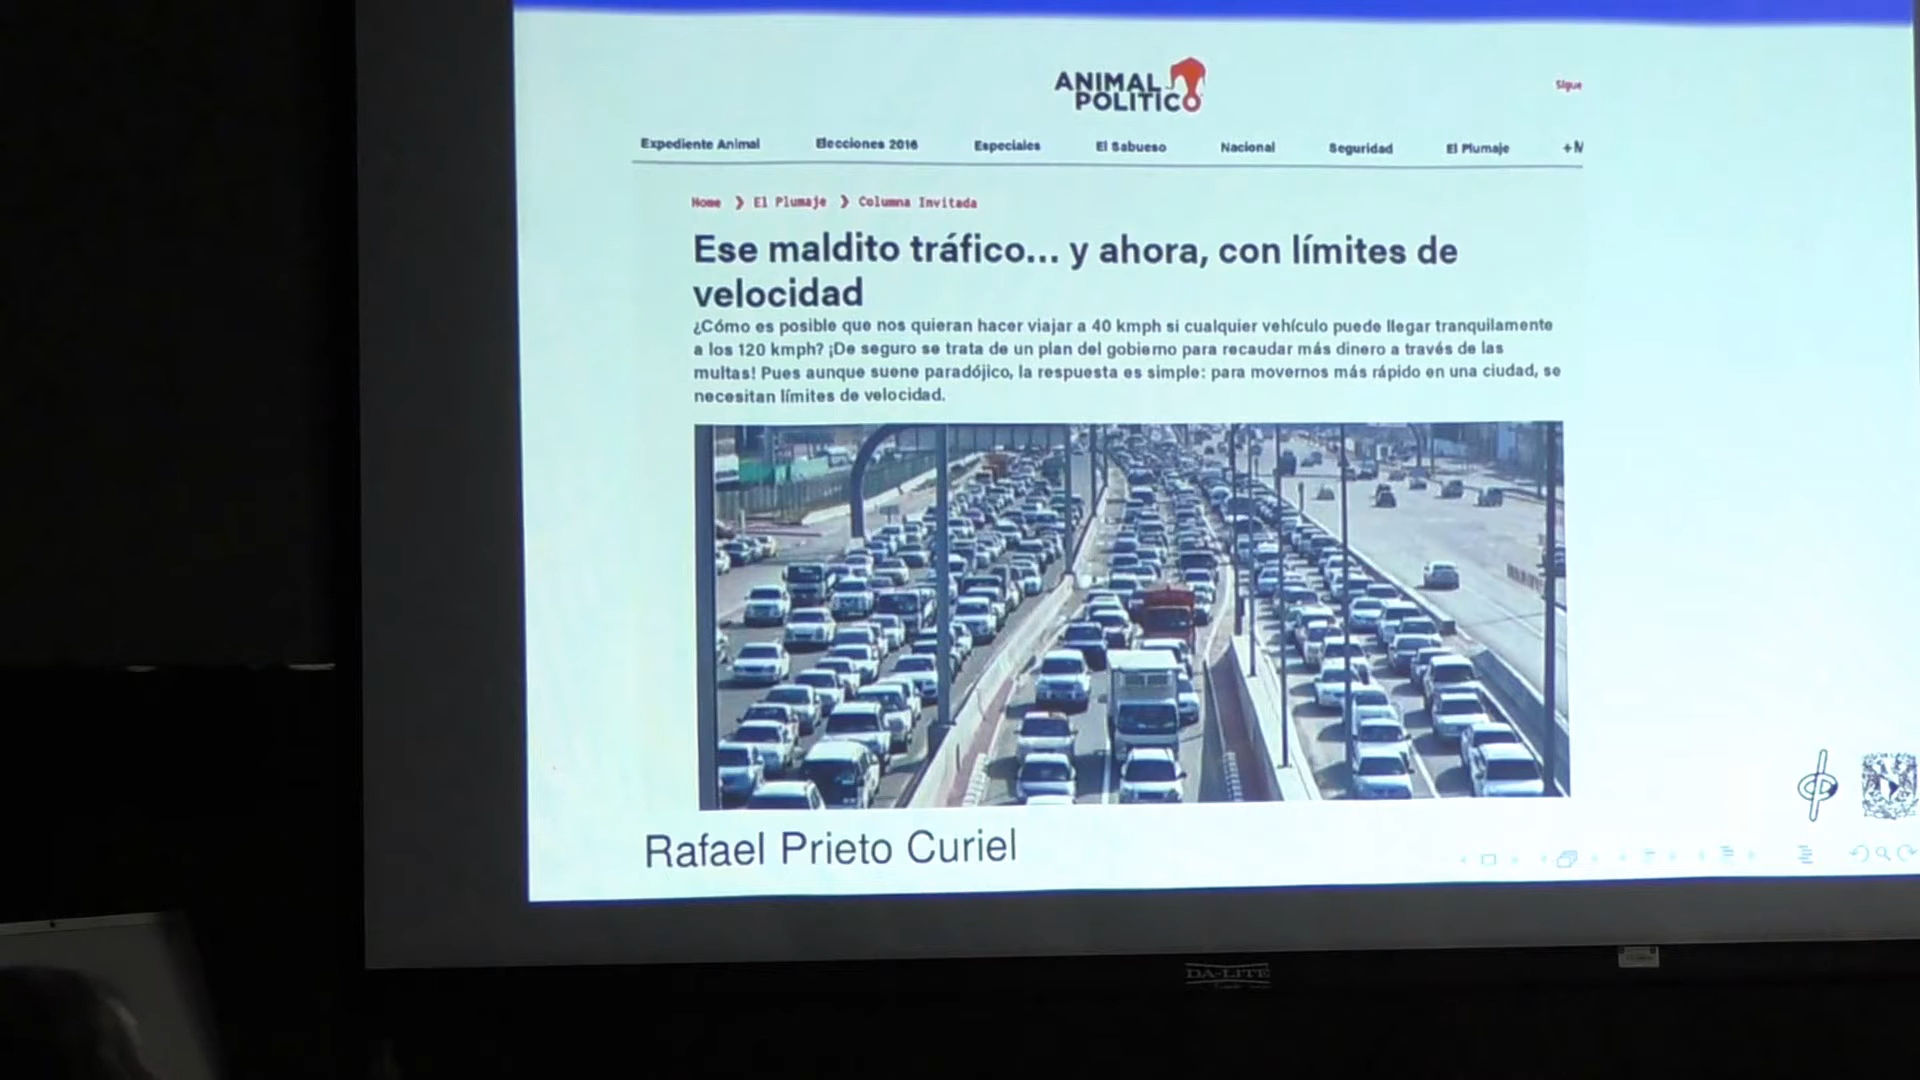 ANIMAL
POLITICO
Sigue
Expediente Animal Elecciones 2016 Especiales El Sabueso Nacional Seguridad El Plumaje +M
Home ❯ El Plumaje ❯ Columna Invitada
Ese maldito tráfico... y ahora, con límites de
velocidad
¿Cómo es posible que nos quieran hacer viajar a 40 kmph si cualquier vehículo puede llegar tranquilamente
a los 120 kmph? ¡De seguro se trata de un plan del gobierno para recaudar más dinero a través de las
multas! Pues aunque suene paradójico, la respuesta es simple: para movernos más rápido en una ciudad, se
necesitan límites de velocidad.
Rafael Prieto Curiel
DA-LITE